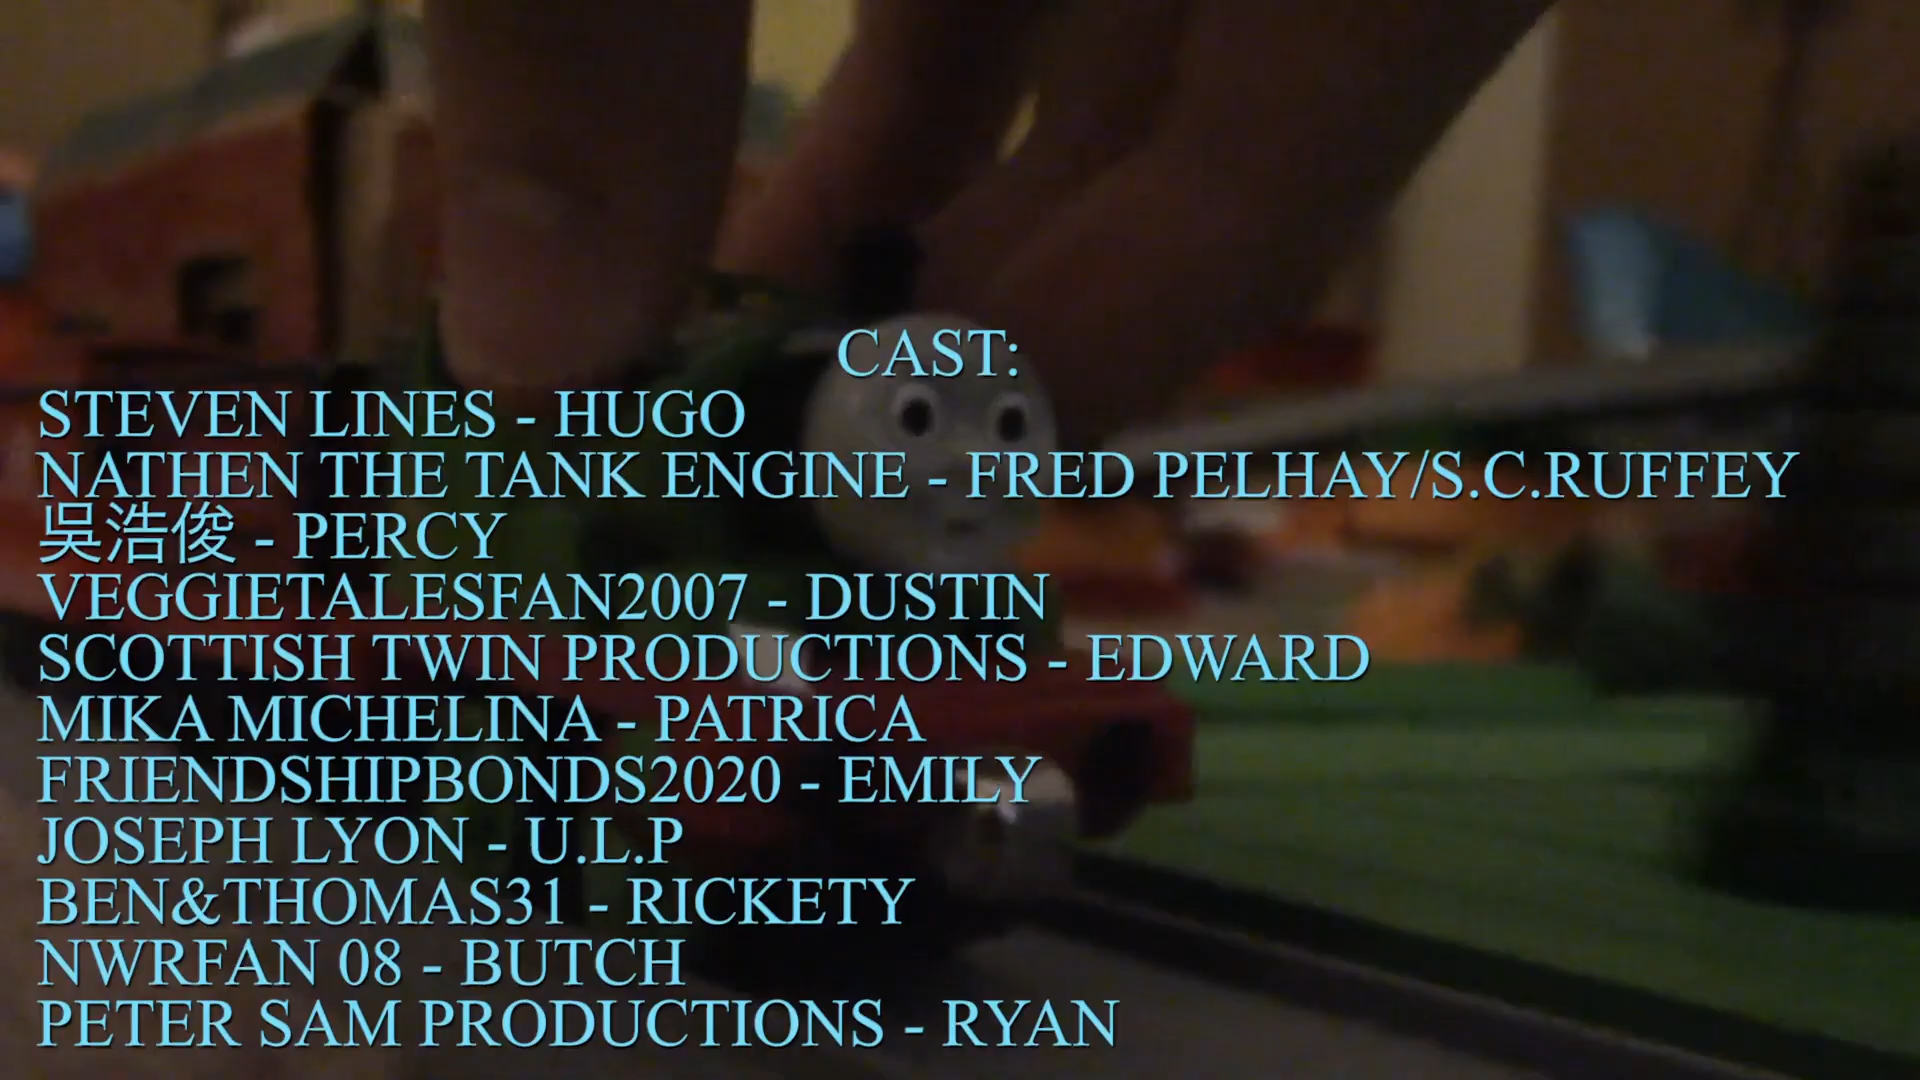 CAST:
STEVEN LINES - HUGO
NATHEN THE TANK ENGINE - FRED PELHAY/S.C.RUFFEY
吳浩俊 - PERCY
VEGGIETALESFAN2007 - DUSTIN
SCOTTISH TWIN PRODUCTIONS - EDWARD
MIKA MICHELINA - PATRICA
FRIENDSHIPBONDS2020 - EMILY
JOSEPH LYON - U.L.P
BEN&THOMAS31 - RICKETY
NWRFAN 08 - BUTCH
PETER SAM PRODUCTIONS - RYAN